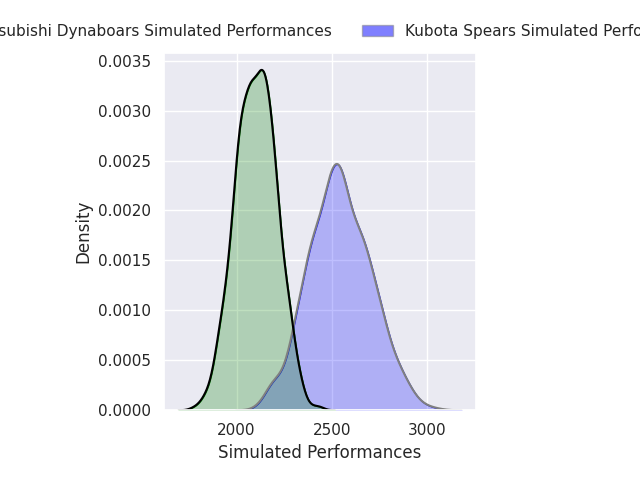 subishi Dynaboars Simulated Performances Kubota Spears Simulated Perfo
0.0035
0.0030
0.0025
0.0020
0.0015
0.0010
0.0005
0.0000
Density
2000 2500 3000
Simulated Performances